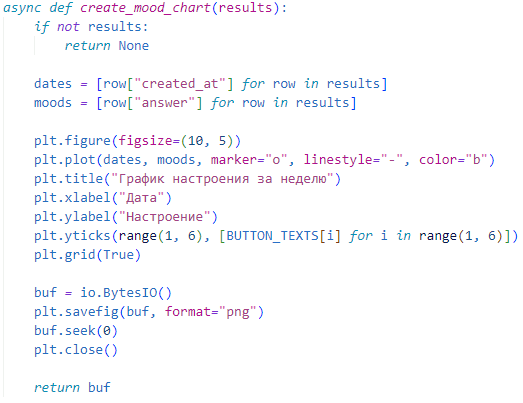 async def create_mood_chart(results):
    if not results:
        return None
    dates = [row["created_at"] for row in results]
    moods = [row["answer"] for row in results]
    plt.figure(figsize=(10, 5))
    plt.plot(dates, moods, marker="o", linestyle="-", color="b")
    plt.title("График настроения за неделю")
    plt.xlabel("Дата")
    plt.ylabel("Настроение")
    plt.yticks(range(1, 6), [BUTTON_TEXTS[i] for i in range(1, 6)])
    plt.grid(True)
    buf = io.BytesIO()
    plt.savefig(buf, format="png")
    buf.seek(0)
    plt.close()
    return buf